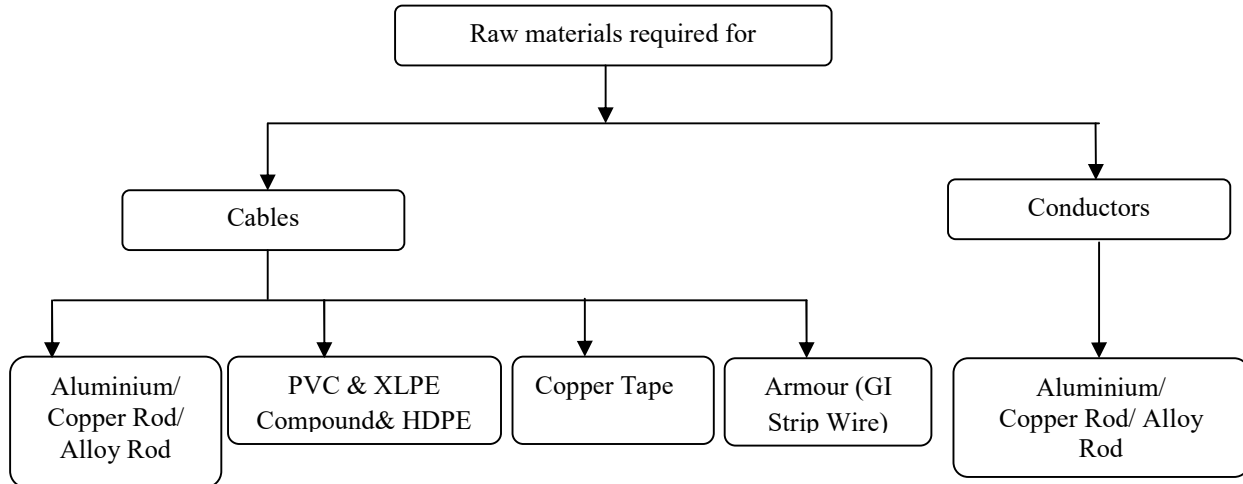 Raw materials required for
Cables
Conductors
Aluminium/
Copper Rod/
Alloy Rod
PVC & XLPE
Compound& HDPE
Copper Tape
Armour (GI
Strip Wire)
Aluminium/
Copper Rod/ Alloy
Rod